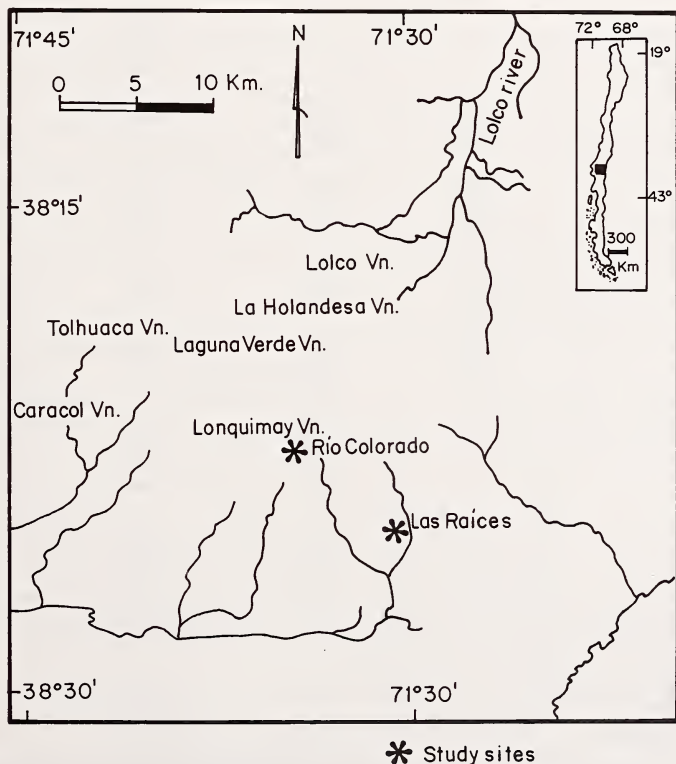 71°45'
N
71°30'
72° 68°
19°
0 5 10 Km.
Lolco river
38°15'
43°
300
Km
Lolco Vn.
La Holandesa Vn.
Tolhuaca Vn.
Laguna Verde Vn.
Caracol Vn.
Lonquimay Vn.
Río Colorado
Las Raíces
38°30'
71°30'
Study sites